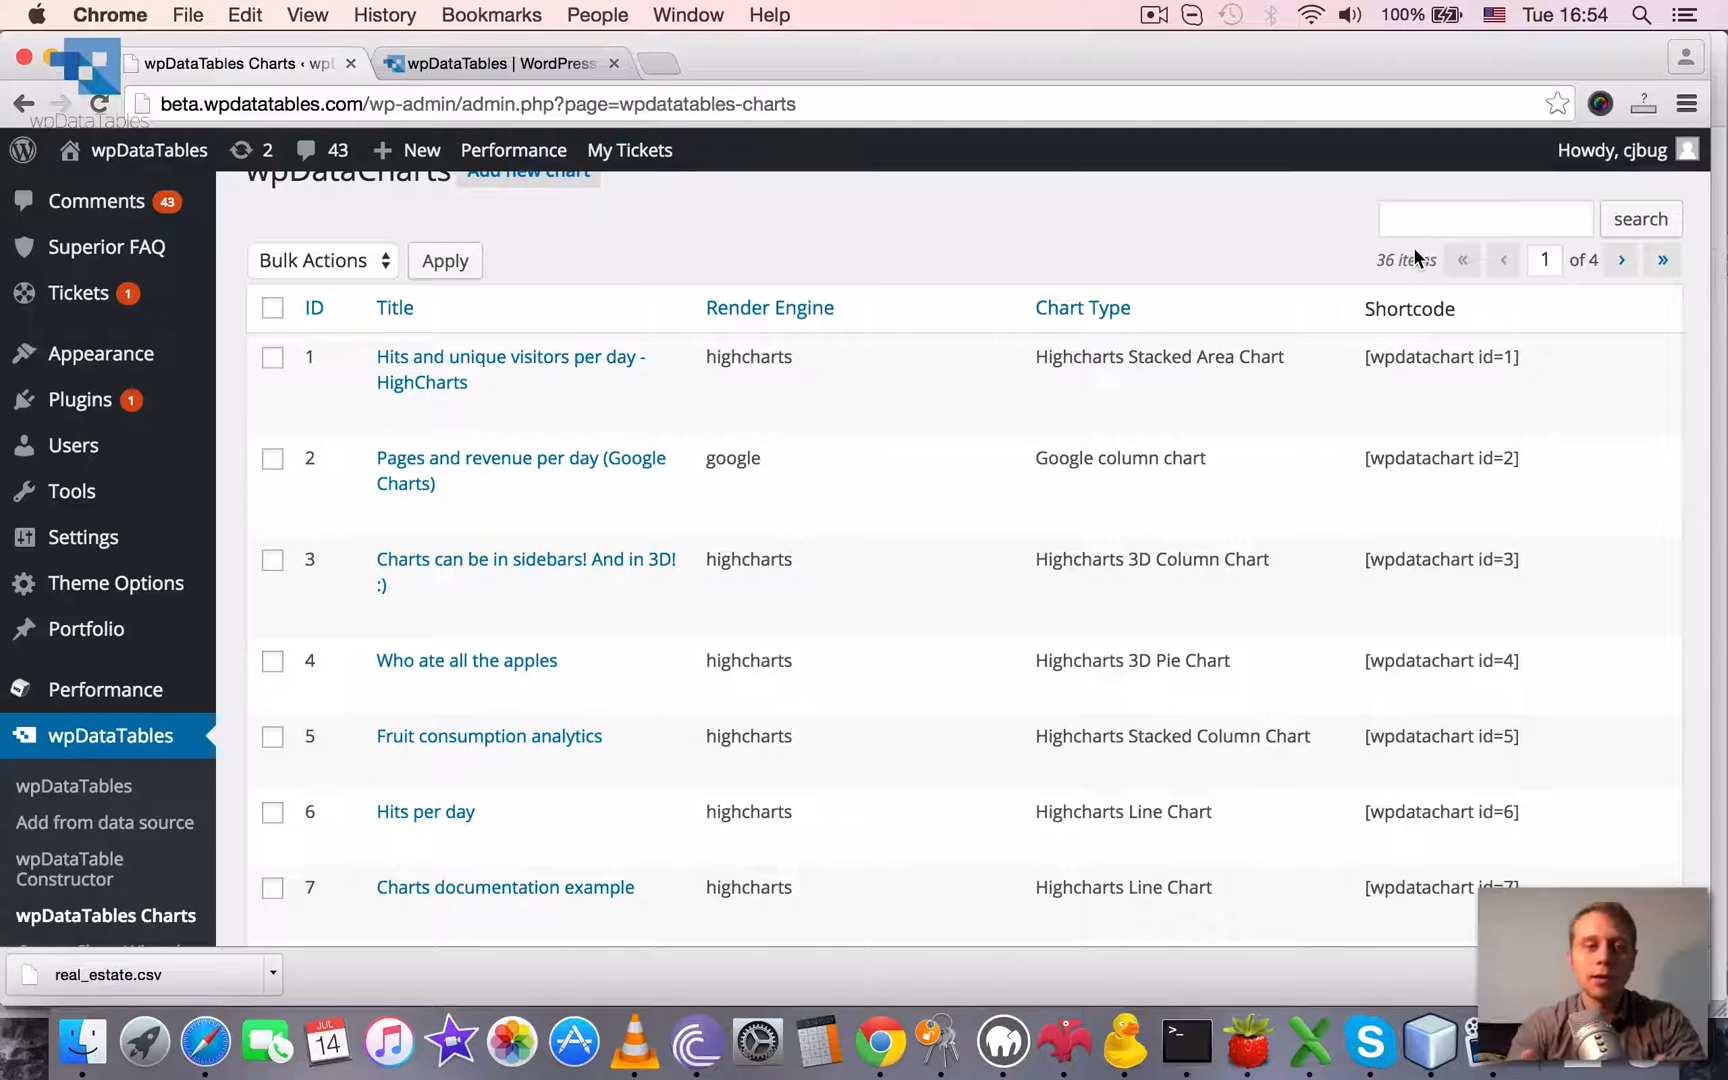 Chrome File Edit View History Bookmarks People Window Help 100% Tue 16:54
wpDataTables Charts ‹ wp
wpDataTables | WordPress
beta.wpdatatables.com/wp-admin/admin.php?page=wpdatatables-charts
wpDataTables
wpDataTables 2 43 New Performance My Tickets Howdy, cjbug
wpDataCharts Add new chart
Comments 43
Superior FAQ
Tickets 1
Appearance
Plugins 1
Users
Tools
Settings
Theme Options
Portfolio
Performance
wpDataTables
wpDataTables
Add from data source
wpDataTable
Constructor
wpDataTables Charts
search
Bulk Actions Apply 36 items « ‹ 1 of 4 › »
ID Title Render Engine Chart Type Shortcode
1 Hits and unique visitors per day - highcharts Highcharts Stacked Area Chart [wpdatachart id=1]
HighCharts
2 Pages and revenue per day (Google google Google column chart [wpdatachart id=2]
Charts)
3 Charts can be in sidebars! And in 3D! highcharts Highcharts 3D Column Chart [wpdatachart id=3]
:)
4 Who ate all the apples highcharts Highcharts 3D Pie Chart [wpdatachart id=4]
5 Fruit consumption analytics highcharts Highcharts Stacked Column Chart [wpdatachart id=5]
6 Hits per day highcharts Highcharts Line Chart [wpdatachart id=6]
7 Charts documentation example highcharts Highcharts Line Chart [wpdatachart id=7]
real_estate.csv
JUL
14